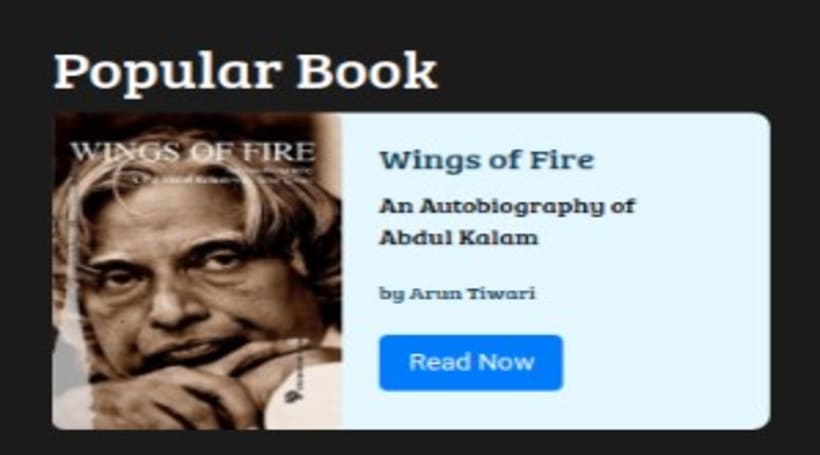 Popular Book
WINGS OF FIRE
Wings of Fire
An Autobiography of
Abdul Kalam
by Arun Tiwari
Read Now